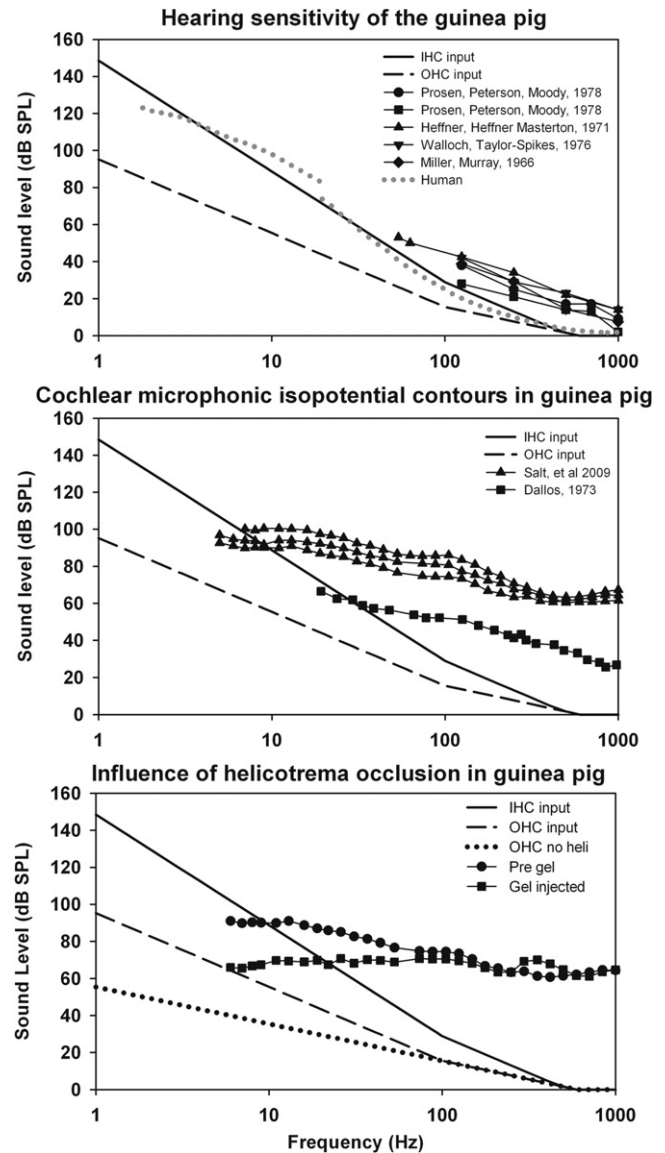 Hearing sensitivity of the guinea pig
160
140
120
100
80
60
40
20
0
Sound level (dB SPL)
IHC input
OHC input
Prosen, Peterson, Moody, 1978
Prosen, Peterson, Moody, 1978
Heffner, Heffner Masterton, 1971
Walloch, Taylor-Spikes, 1976
Miller, Murray, 1966
Human
1 10 100 1000
Cochlear microphonic isopotential contours in guinea pig
160
140
120
100
80
60
40
20
0
Sound level (dB SPL)
IHC input
OHC input
Salt, et al 2009
Dallos, 1973
1 10 100 1000
Influence of helicotrema occlusion in guinea pig
160
140
120
100
80
60
40
20
0
Sound Level (dB SPL)
IHC input
OHC input
OHC no heli
Pre gel
Gel injected
1 10 100 1000
Frequency (Hz)